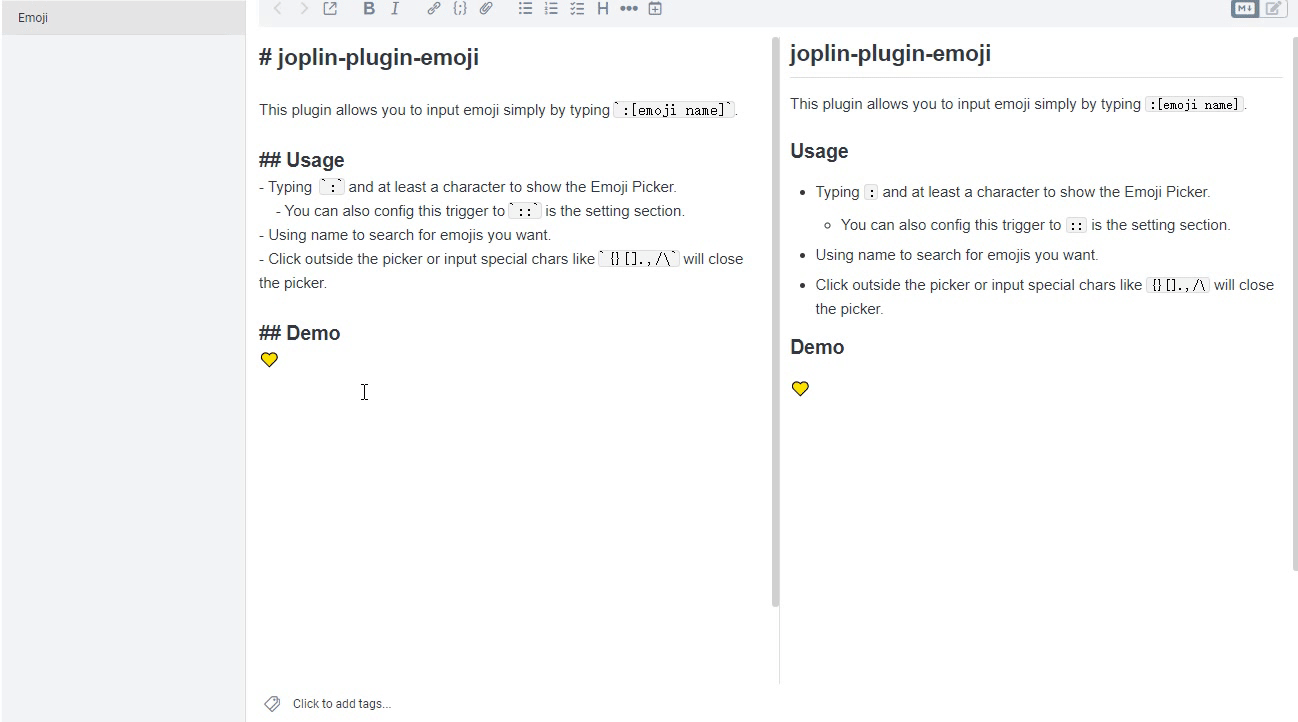 Emoji
B I H M↓
# joplin-plugin-emoji
This plugin allows you to input emoji simply by typing `:[emoji name]`.
## Usage
- Typing `:` and at least a character to show the Emoji Picker.
- You can also config this trigger to `::` is the setting section.
- Using name to search for emojis you want.
- Click outside the picker or input special chars like `{}[].,/\` will close
the picker.
## Demo
💛
joplin-plugin-emoji
This plugin allows you to input emoji simply by typing :[emoji name].
Usage
• Typing : and at least a character to show the Emoji Picker.
◦ You can also config this trigger to :: is the setting section.
• Using name to search for emojis you want.
• Click outside the picker or input special chars like {}[].,/\ will close
the picker.
Demo
💛
Click to add tags...